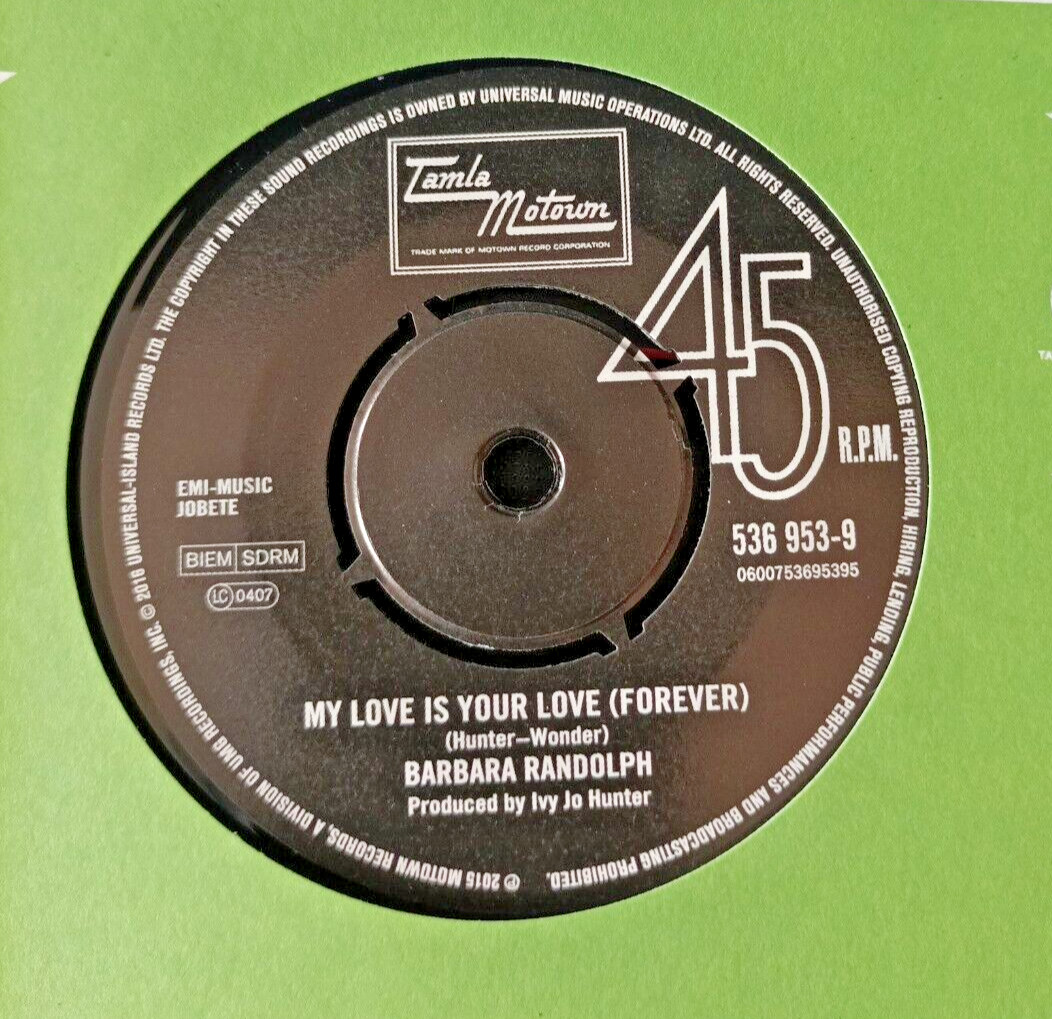 Tamla
Motown
TRADE MARK OF MOTOWN RECORD CORPORATION
45
R.P.M.
EMI-MUSIC
JOBETE
BIEM SDRM
LC 0407
536 953-9
0600753695395
MY LOVE IS YOUR LOVE (FOREVER)
(Hunter–Wonder)
BARBARA RANDOLPH
Produced by Ivy Jo Hunter
℗ 2015 MOTOWN RECORDS, A DIVISION OF UMG RECORDINGS, INC. © 2016 UNIVERSAL-ISLAND RECORDS LTD. THE COPYRIGHT IN THESE SOUND RECORDINGS IS OWNED BY UNIVERSAL MUSIC OPERATIONS LTD. ALL RIGHTS RESERVED. UNAUTHORISED COPYING REPRODUCTION, HIRING, LENDING, PUBLIC PERFORMANCES AND BROADCASTING PROHIBITED.
TA